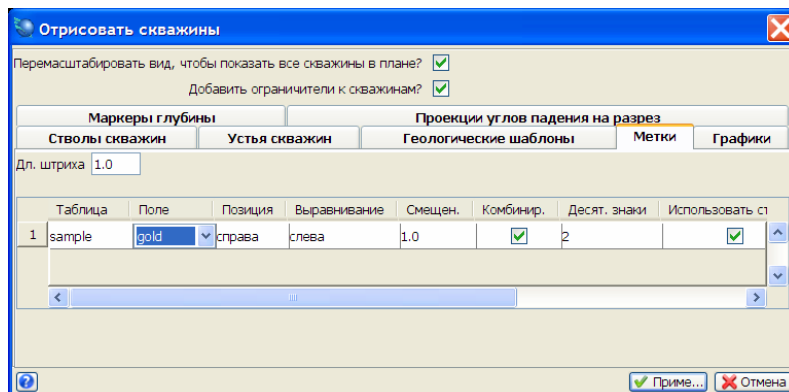 Отрисовать скважины
Перемасштабировать вид, чтобы показать все скважины в плане?
Добавить ограничители к скважинам?
Маркеры глубины Проекции углов падения на разрез
Стволы скважин Устья скважин Геологические шаблоны Метки Графики
Дл. штриха 1.0
Таблица Поле Позиция Выравнивание Смещен. Комбинир. Десят. знаки Использовать ст
1 sample gold справа слева 1.0 2
Приме... Отмена